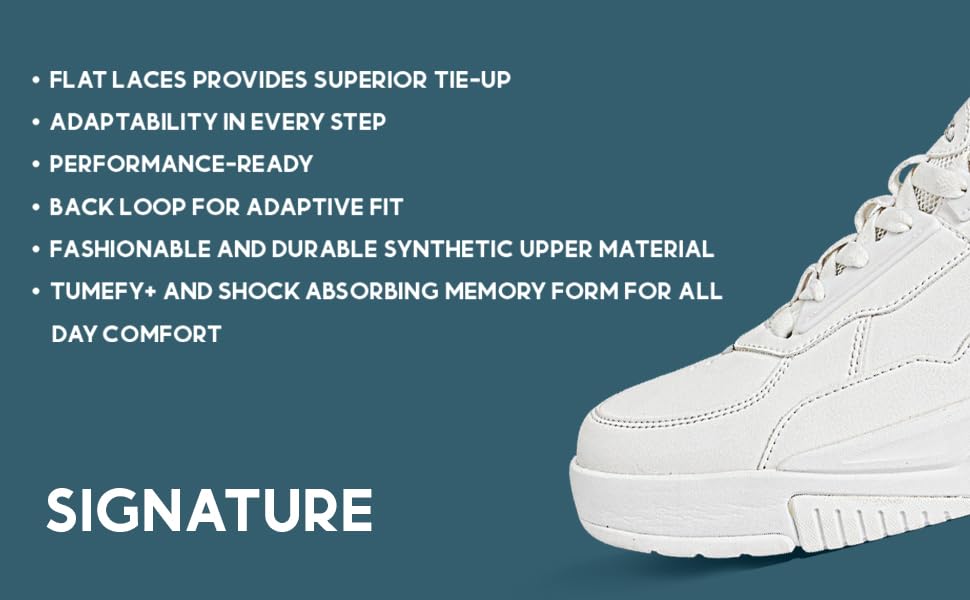 • FLAT LACES PROVIDES SUPERIOR TIE-UP
• ADAPTABILITY IN EVERY STEP
• PERFORMANCE-READY
• BACK LOOP FOR ADAPTIVE FIT
• FASHIONABLE AND DURABLE SYNTHETIC UPPER MATERIAL
• TUMEFY+ AND SHOCK ABSORBING MEMORY FORM FOR ALL
DAY COMFORT
SIGNATURE